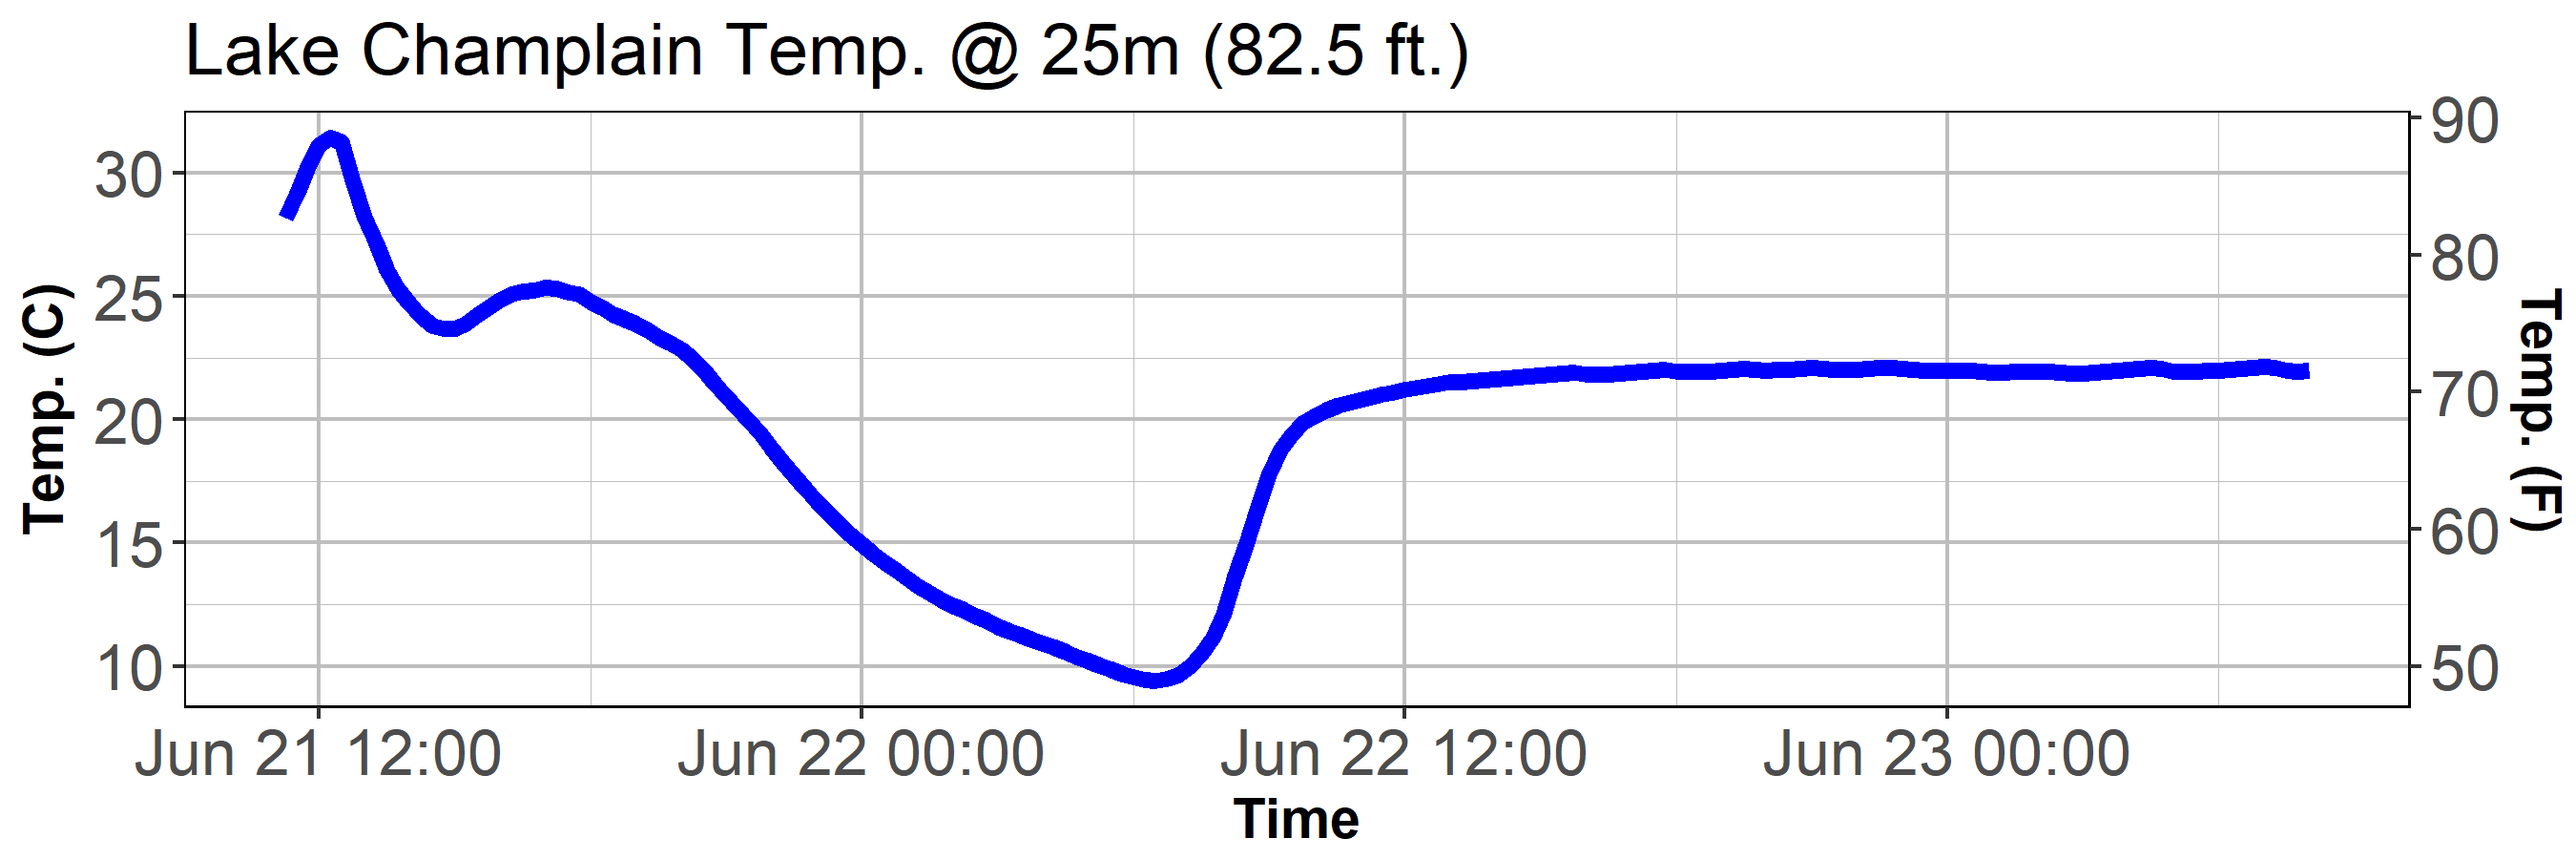 Lake Champlain Temp. @ 25m (82.5 ft.)
Temp. (C)
30
25
20
15
10
90
80
70
60
50
Temp. (F)
Jun 21 12:00
Jun 22 00:00
Jun 22 12:00
Jun 23 00:00
Time